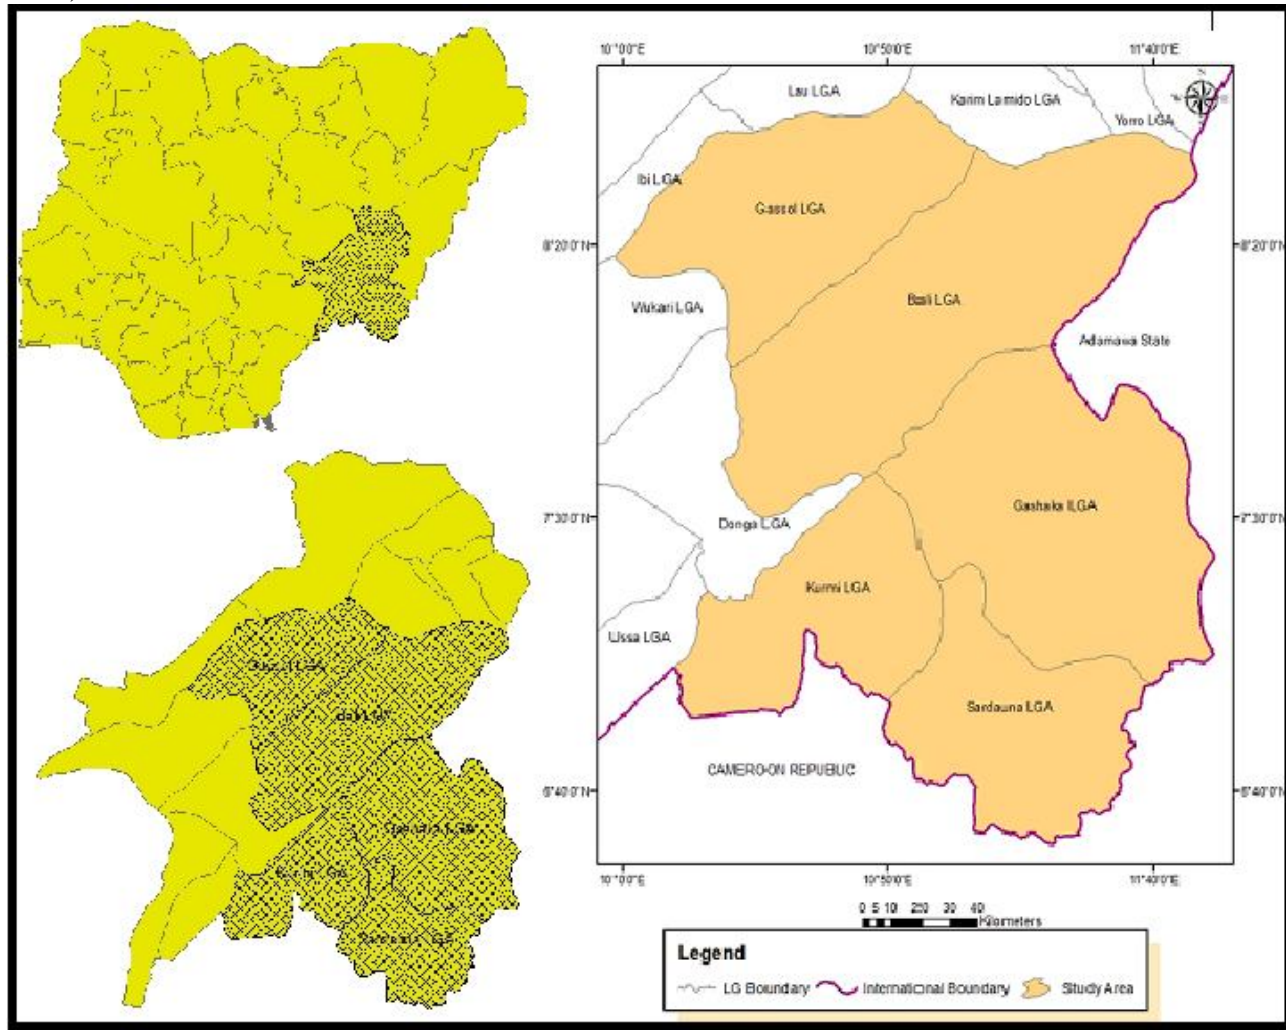 10°0'0"E
10°50'0"E
11°40'0"E
Lau LGA
Karim Lamido LGA
Yorro LGA
Ibi LGA
Gassol LGA
8°20'0"N
8°20'0"N
Bali LGA
Wukari LGA
Adamawa State
Gashaka LGA
7°30'0"N
7°30'0"N
Donga LGA
Kurmi LGA
Ussa LGA
Sardauna LGA
CAMEROON REPUBLIC
6°40'0"N
6°40'0"N
10°0'0"E
10°50'0"E
11°40'0"E
0 5 10 20 30 40
Kilometers
Legend
LG Boundary
International Boundary
Study Area